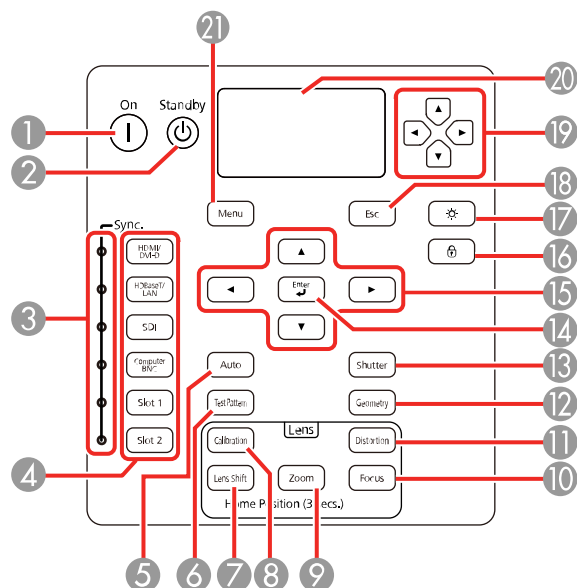 21
20
On
Standby
1
2
19
18
Menu
Esc
17
Sync.
16
HDMI/
DVI-D
HDBaseT/
LAN
Enter
15
3
SDI
14
Computer
BNC
Auto
Shutter
13
Slot 1
Test Pattern
Geometry
12
Lens
Slot 2
Calibration
Distortion
11
4
Lens Shift
Zoom
Focus
10
Home Position (3
ecs.)
5
6
7
8
9